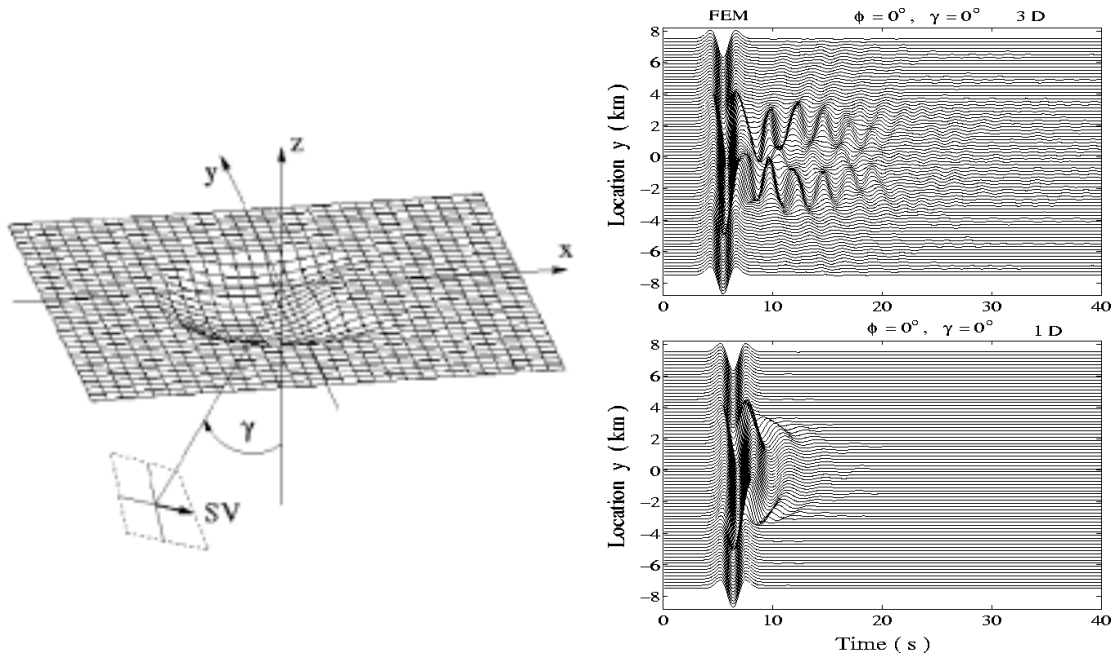 z
y
x
γ
SV
FEM ϕ = 0°, γ = 0° 3 D
Location y ( km )
8
6
4
2
0
−2
−4
−6
−8
0 10 20 30 40
ϕ = 0°, γ = 0° 1 D
Location y ( km )
8
6
4
2
0
−2
−4
−6
−8
0 10 20 30 40
Time ( s )